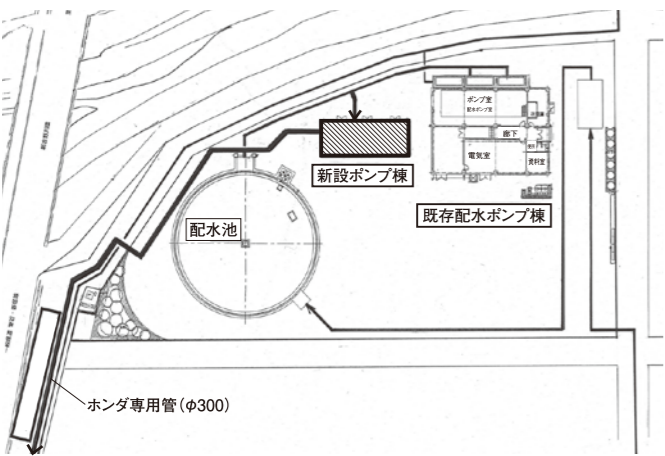 ポンプ室
配水ポンプ室
廊下
電気室
資料室
新設ポンプ棟
既存配水ポンプ棟
配水池
ホンダ専用管(φ300)